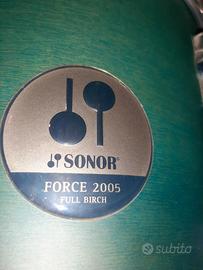 SONOR®
FORCE 2005
FULL BIRCH
subito